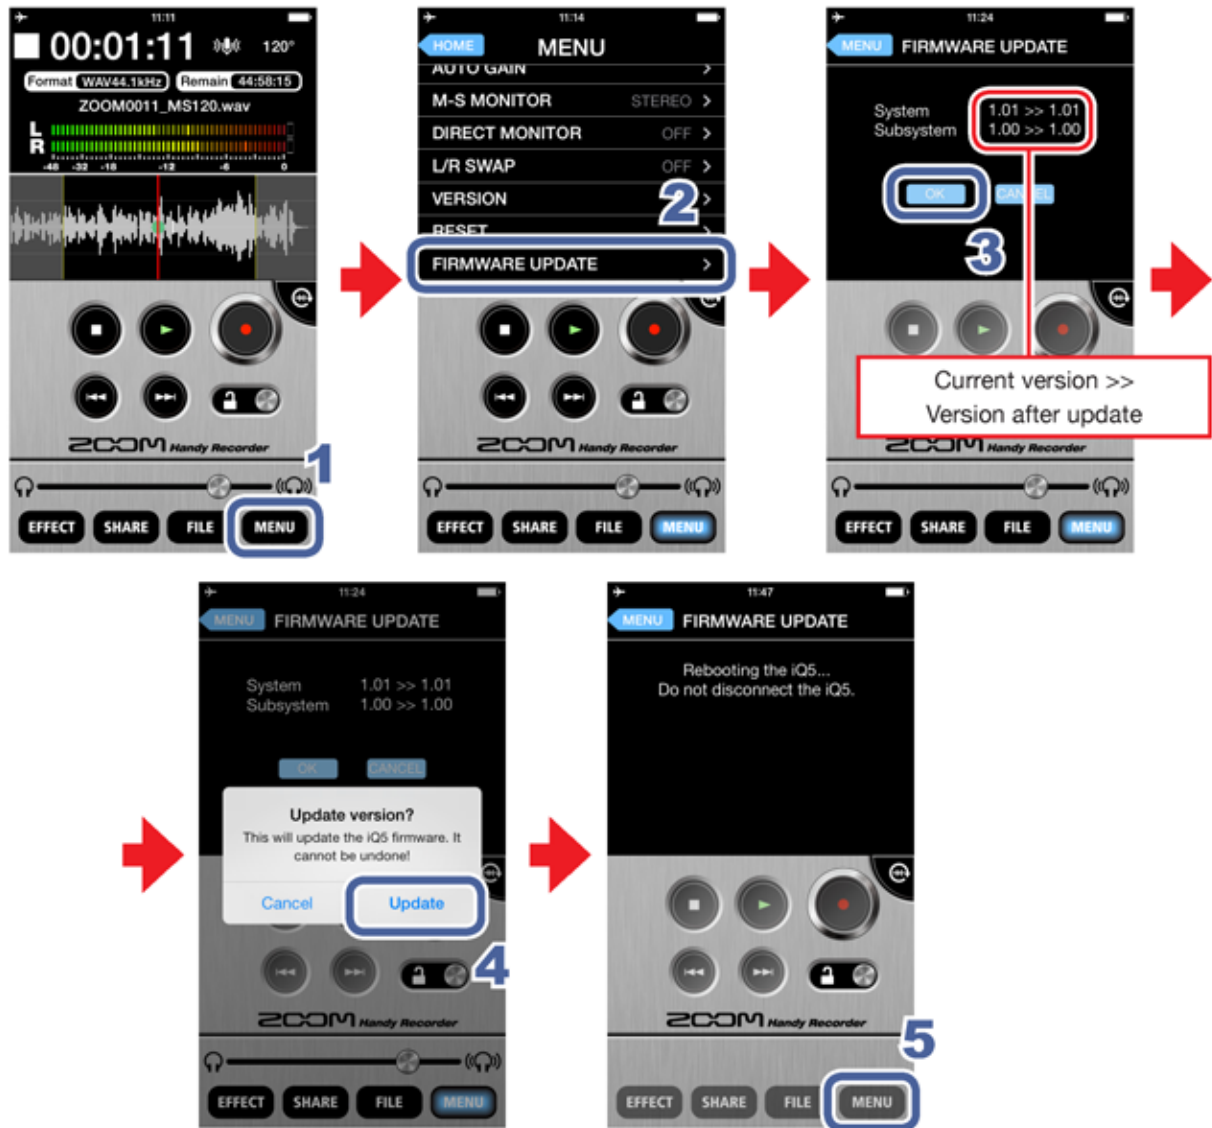 11:11
00:01:11 120°
Format WAV44.1kHz Remain 44:58:15
ZOOM0011_MS120.wav
L
R
-48 -32 -18 -12 -6 0
ZOOM Handy Recorder
1
EFFECT SHARE FILE MENU
11:14
HOME MENU
AUTO GAIN >
M-S MONITOR STEREO >
DIRECT MONITOR OFF >
L/R SWAP OFF >
VERSION >
2
RESET >
FIRMWARE UPDATE >
ZOOM Handy Recorder
EFFECT SHARE FILE MENU
11:24
MENU FIRMWARE UPDATE
System 1.01 >> 1.01
Subsystem 1.00 >> 1.00
OK CANCEL
3
Current version >>
Version after update
ZOOM Handy Recorder
EFFECT SHARE FILE MENU
11:24
MENU FIRMWARE UPDATE
System 1.01 >> 1.01
Subsystem 1.00 >> 1.00
OK CANCEL
Update version?
This will update the iQ5 firmware. It
cannot be undone!
Cancel Update
4
ZOOM Handy Recorder
EFFECT SHARE FILE MENU
11:47
MENU FIRMWARE UPDATE
Rebooting the iQ5...
Do not disconnect the iQ5.
ZOOM Handy Recorder
5
EFFECT SHARE FILE MENU